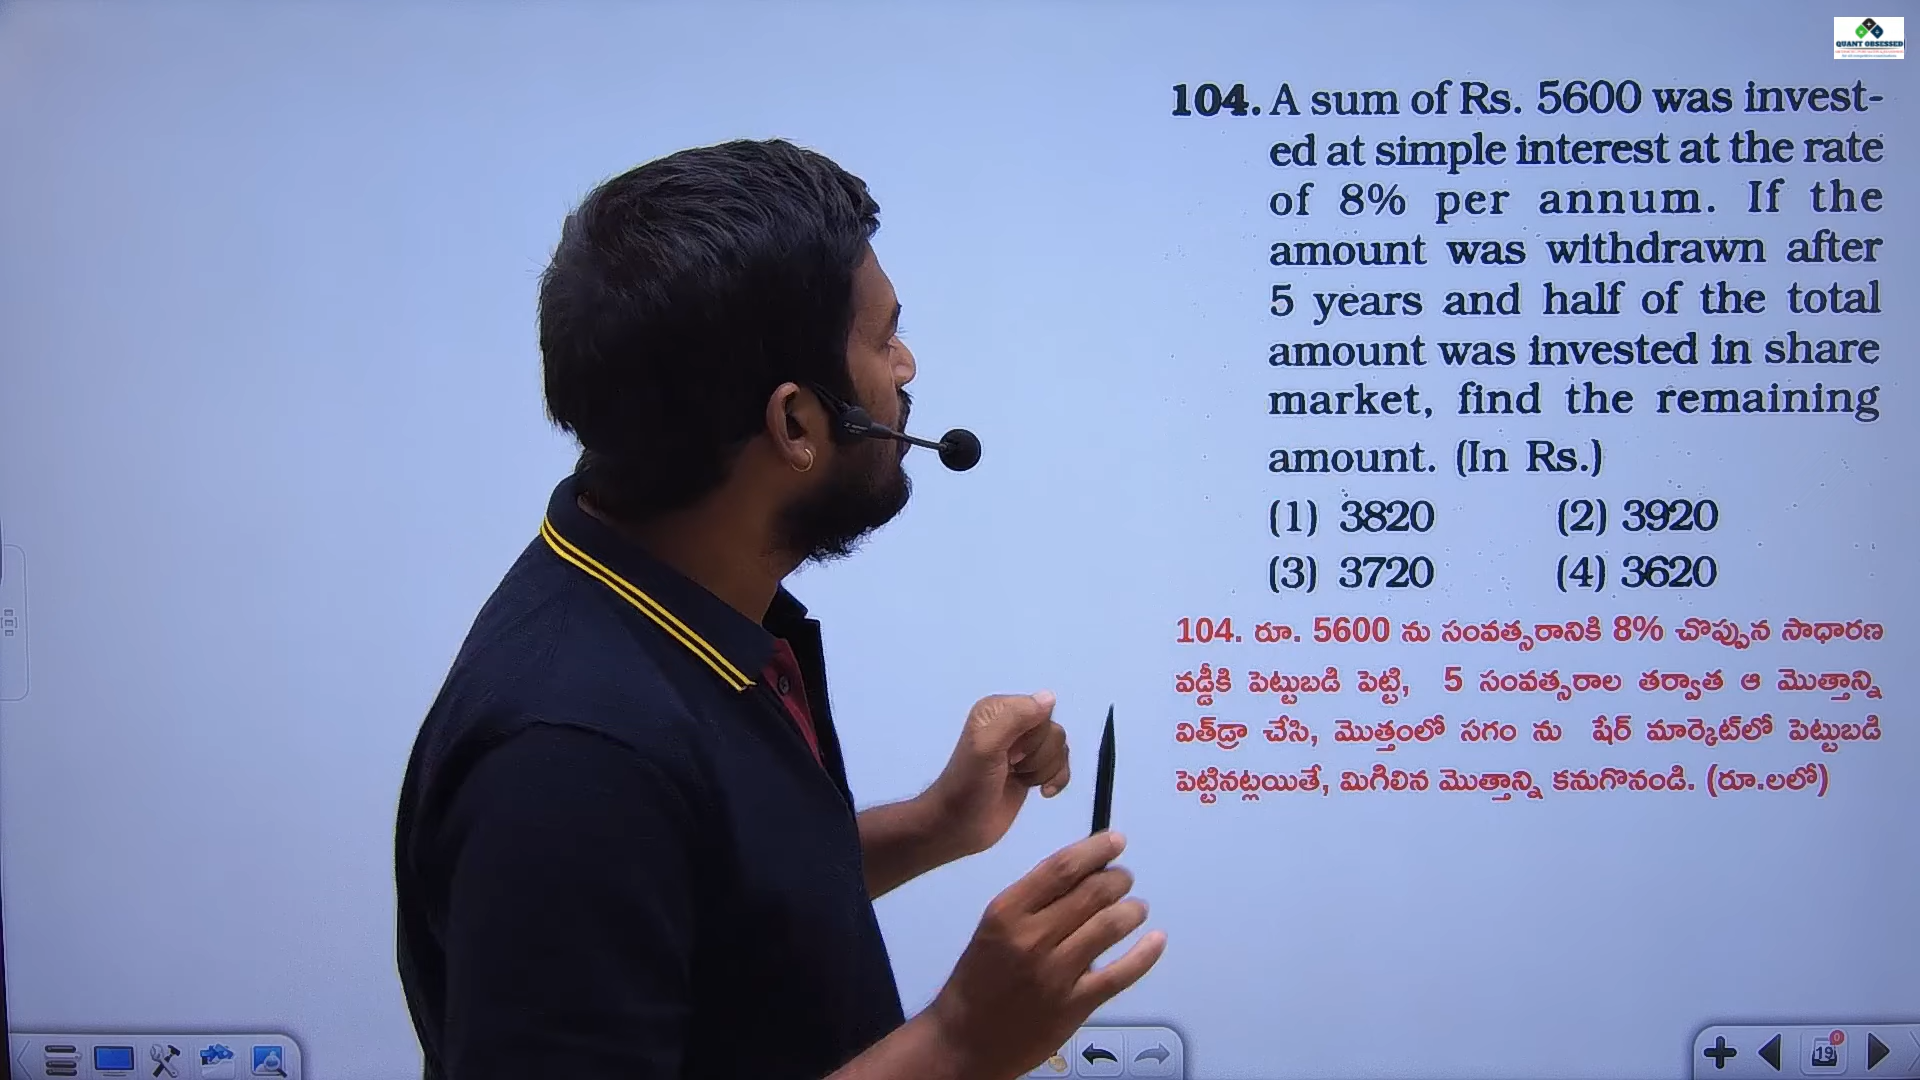 QUANT OBSESSED
104. A sum of Rs. 5600 was invest-
ed at simple interest at the rate
of 8% per annum. If the
amount was withdrawn after
5 years and half of the total
amount was invested in share
market, find the remaining
amount. (In Rs.)
(1) 3820 (2) 3920
(3) 3720 (4) 3620
104. రూ. 5600 ను సంవత్సరానికి 8% చొప్పున సాధారణ
వడ్డీకి పెట్టుబడి పెట్టి, 5 సంవత్సరాల తర్వాత ఆ మొత్తాన్ని
విత్‌డ్రా చేసి, మొత్తంలో సగం ను షేర్ మార్కెట్‌లో పెట్టుబడి
పెట్టినట్లయితే, మిగిలిన మొత్తాన్ని కనుగొనండి. (రూ.లలో)
19
0